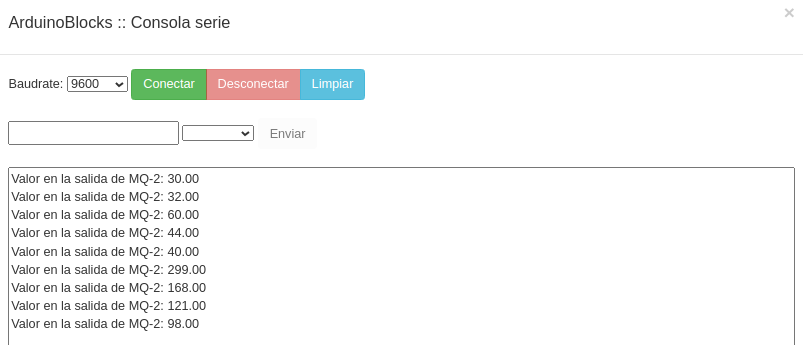 ArduinoBlocks :: Consola serie
×
Baudrate: 9600 Conectar Desconectar Limpiar
Enviar
Valor en la salida de MQ-2: 30.00
Valor en la salida de MQ-2: 32.00
Valor en la salida de MQ-2: 60.00
Valor en la salida de MQ-2: 44.00
Valor en la salida de MQ-2: 40.00
Valor en la salida de MQ-2: 299.00
Valor en la salida de MQ-2: 168.00
Valor en la salida de MQ-2: 121.00
Valor en la salida de MQ-2: 98.00